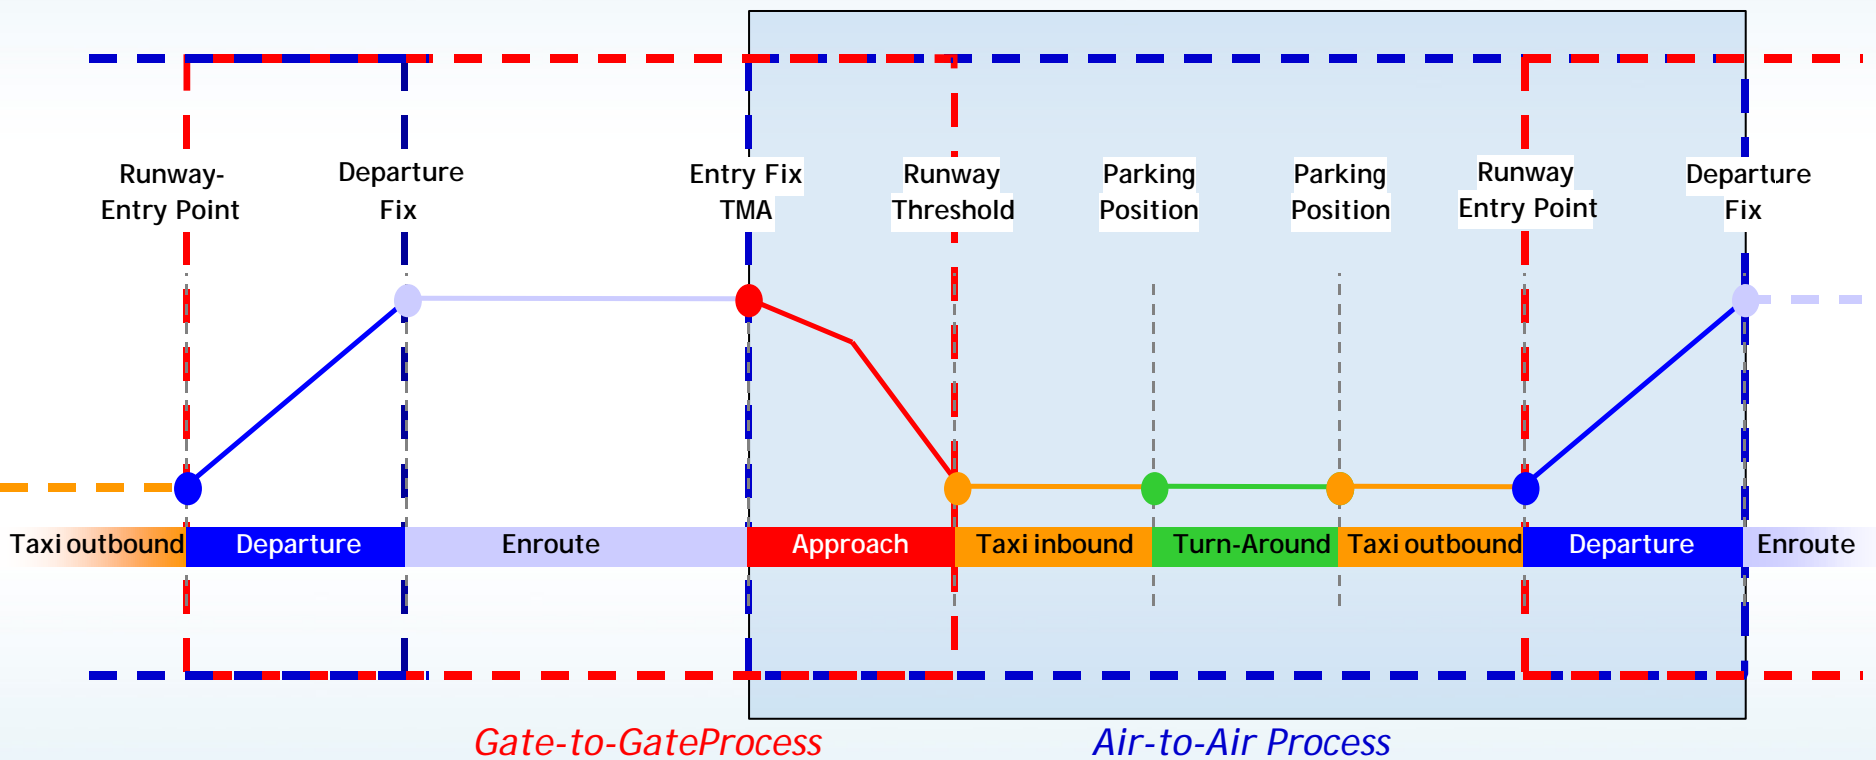 Runway-
Entry Point
Departure
Fix
Entry Fix
TMA
Runway
Threshold
Parking
Position
Parking
Position
Runway
Entry Point
Departure
Fix
Taxi outbound
Departure
Enroute
Approach
Taxi inbound
Turn-Around
Taxi outbound
Departure
Enroute
Gate-to-GateProcess
Air-to-Air Process